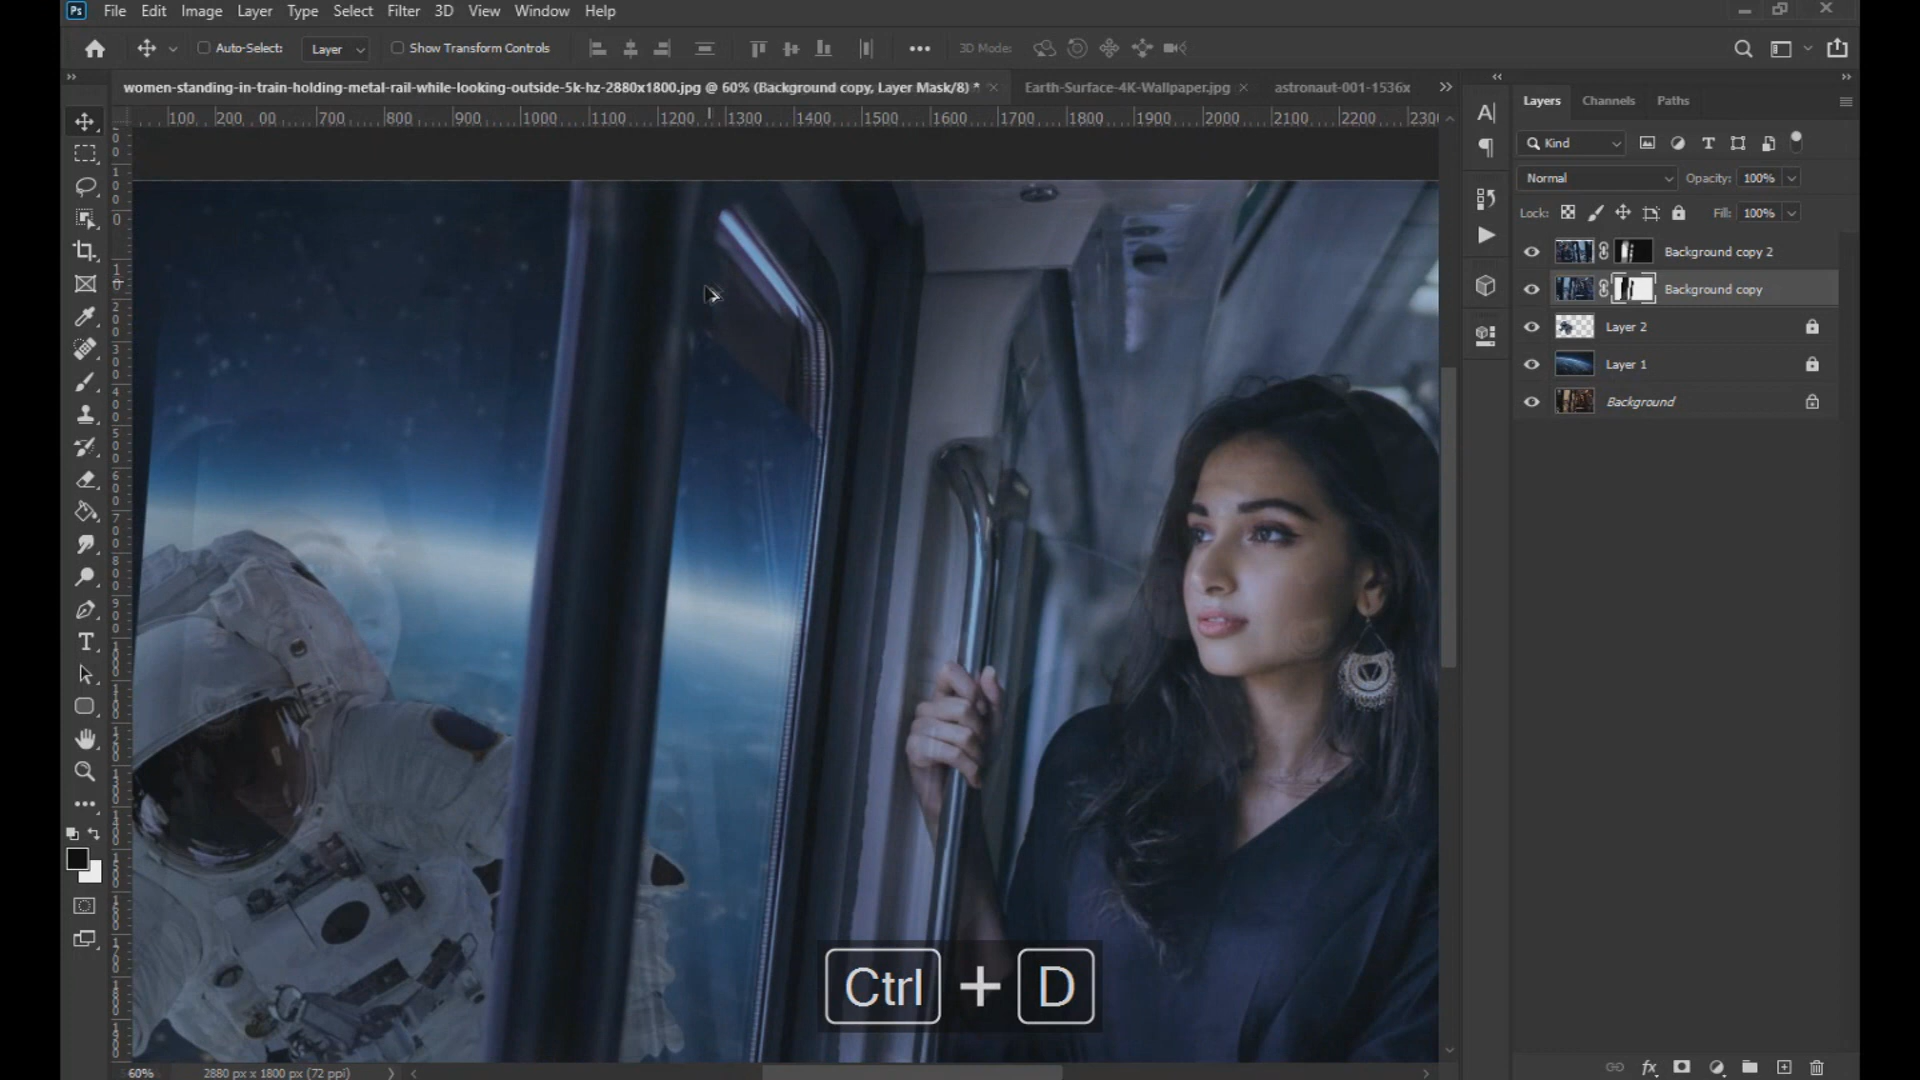 Ps File Edit Image Layer Type Select Filter 3D View Window Help
Auto-Select: Layer Show Transform Controls 3D Mode:
women-standing-in-train-holding-metal-rail-while-looking-outside-5k-hz-2880x1800.jpg @ 60% (Background copy, Layer Mask/8) * × Earth-Surface-4K-Wallpaper.jpg × astronaut-001-1536x
100 200 00 700 800 900 1000 1100 1200 1300 1400 1500 1600 1700 1800 1900 2000 2100 2200 2300
Layers Channels Paths
Kind
Normal Opacity: 100%
Lock: Fill: 100%
Background copy 2
Background copy
Layer 2
Layer 1
Background
Ctrl + D
60% 2880 px x 1800 px (72 ppi)